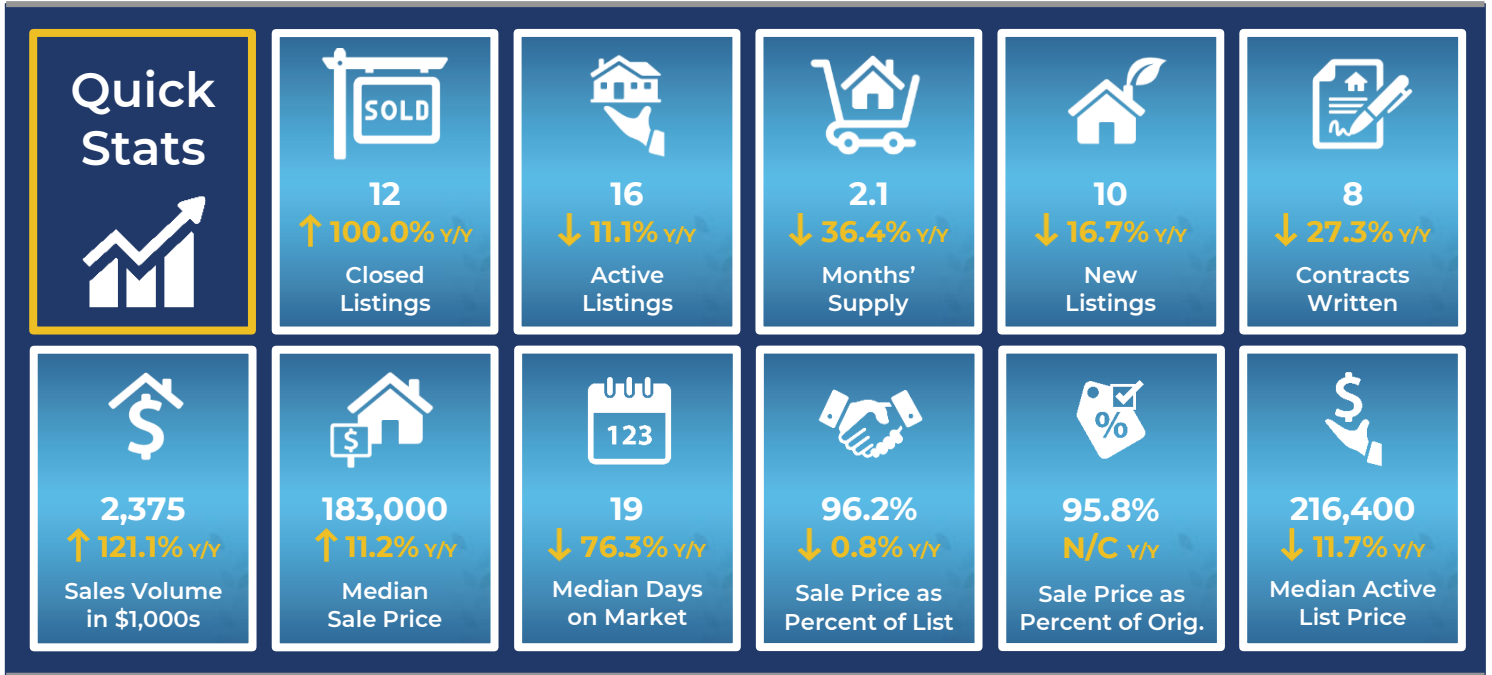 Quick
Stats
SOLD
12
↑ 100.0% Y/Y
Closed
Listings
16
↓ 11.1% Y/Y
Active
Listings
2.1
↓ 36.4% Y/Y
Months’
Supply
10
↓ 16.7% Y/Y
New
Listings
8
↓ 27.3% Y/Y
Contracts
Written
$
2,375
↑ 121.1% Y/Y
Sales Volume
in $1,000s
$
183,000
↑ 11.2% Y/Y
Median
Sale Price
123
19
↓ 76.3% Y/Y
Median Days
on Market
96.2%
↓ 0.8% Y/Y
Sale Price as
Percent of List
%
95.8%
N/C Y/Y
Sale Price as
Percent of Orig.
$
216,400
↓ 11.7% Y/Y
Median Active
List Price